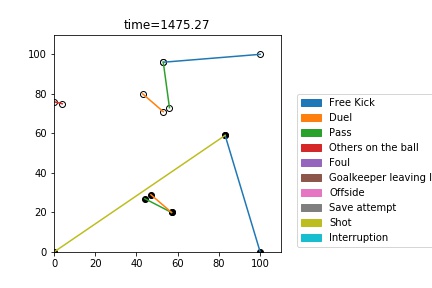 time=1475.27
100
80
60
40
20
0
0 20 40 60 80 100
Free Kick
Duel
Pass
Others on the ball
Foul
Goalkeeper leaving l
Offside
Save attempt
Shot
Interruption